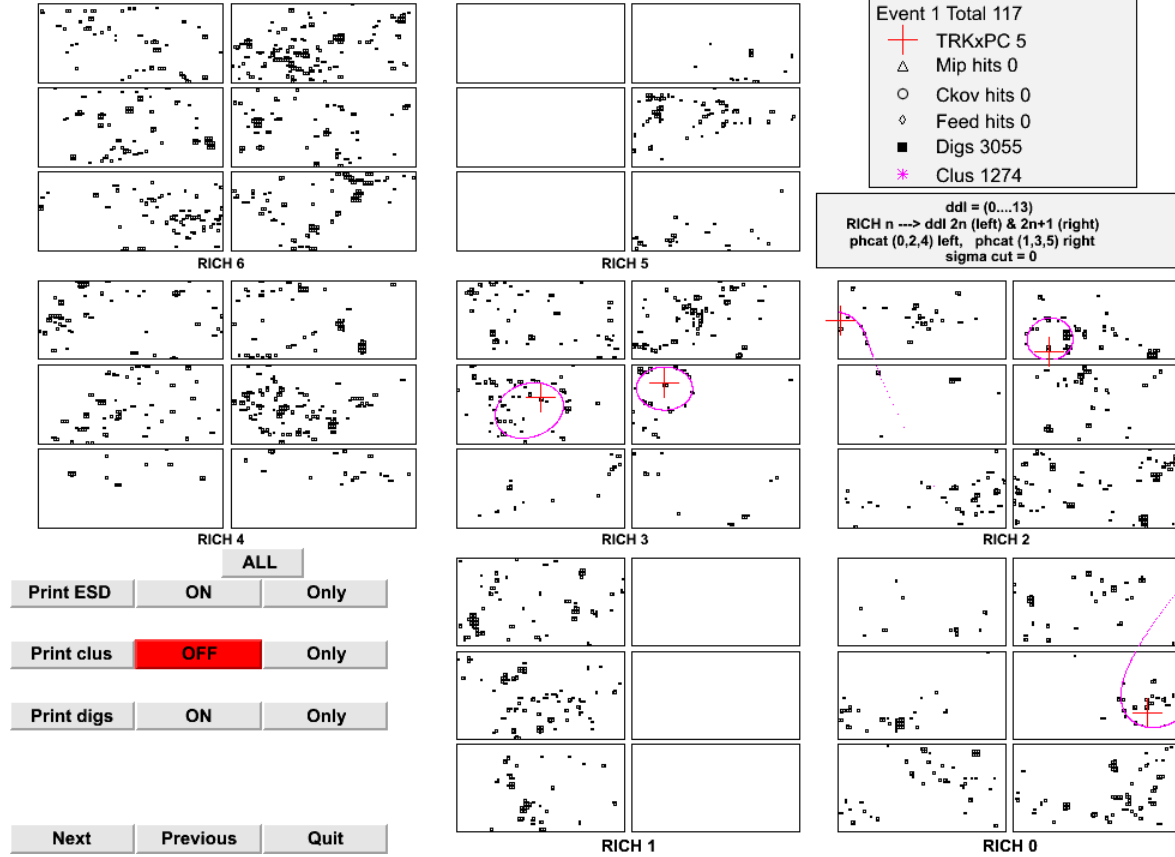 Event 1 Total 117
TRKxPC 5
Mip hits 0
Ckov hits 0
Feed hits 0
Digs 3055
Clus 1274
ddl = (0....13)
RICH n ---> ddl 2n (left) & 2n+1 (right)
phcat (0,2,4) left, phcat (1,3,5) right
sigma cut = 0
RICH 6
RICH 5
RICH 4
RICH 3
RICH 2
ALL
Print ESD
ON
Only
Print clus
OFF
Only
Print digs
ON
Only
Next
Previous
Quit
RICH 1
RICH 0